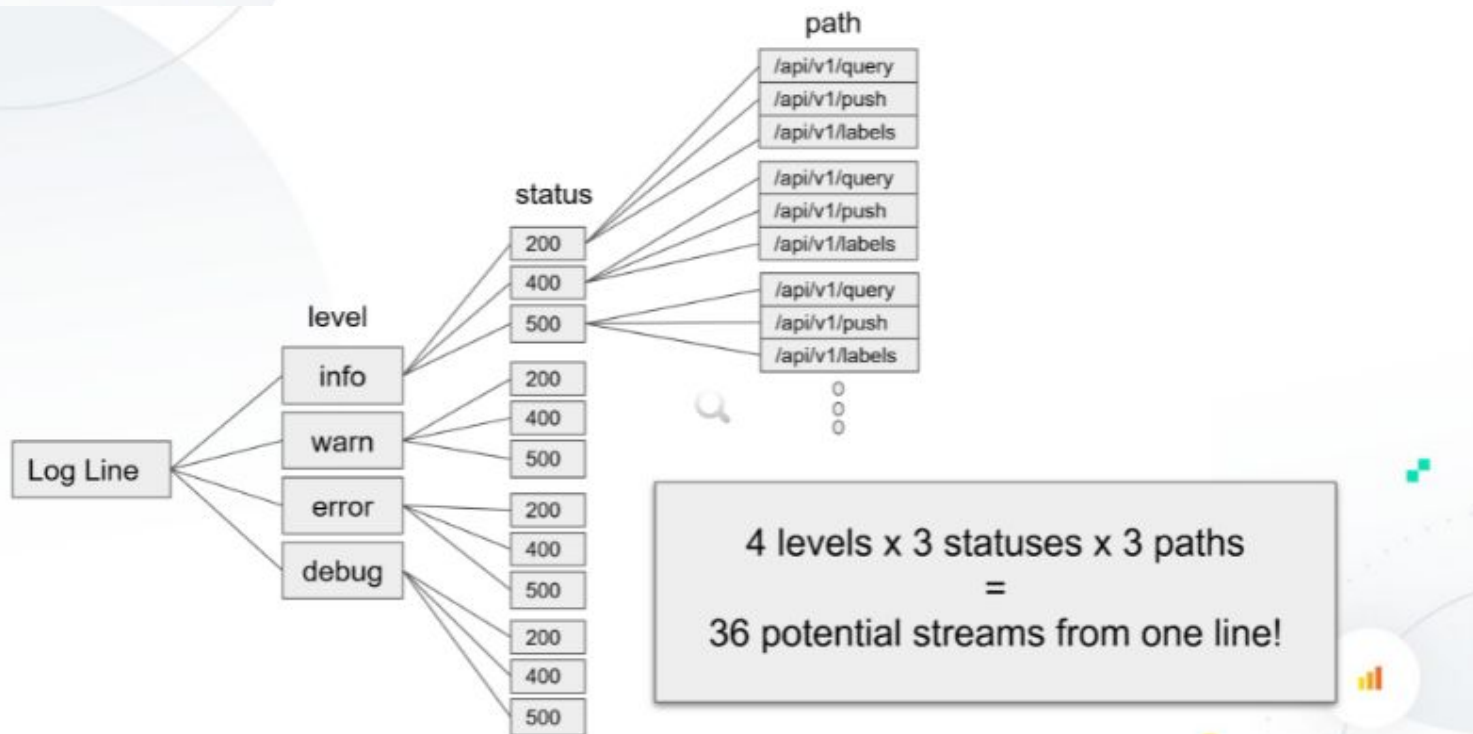 path
/api/v1/query
/api/v1/push
/api/v1/labels
/api/v1/query
/api/v1/push
/api/v1/labels
/api/v1/query
/api/v1/push
/api/v1/labels
status
200
400
500
200
400
500
200
400
500
200
400
500
level
info
warn
error
debug
Log Line
4 levels x 3 statuses x 3 paths
=
36 potential streams from one line!